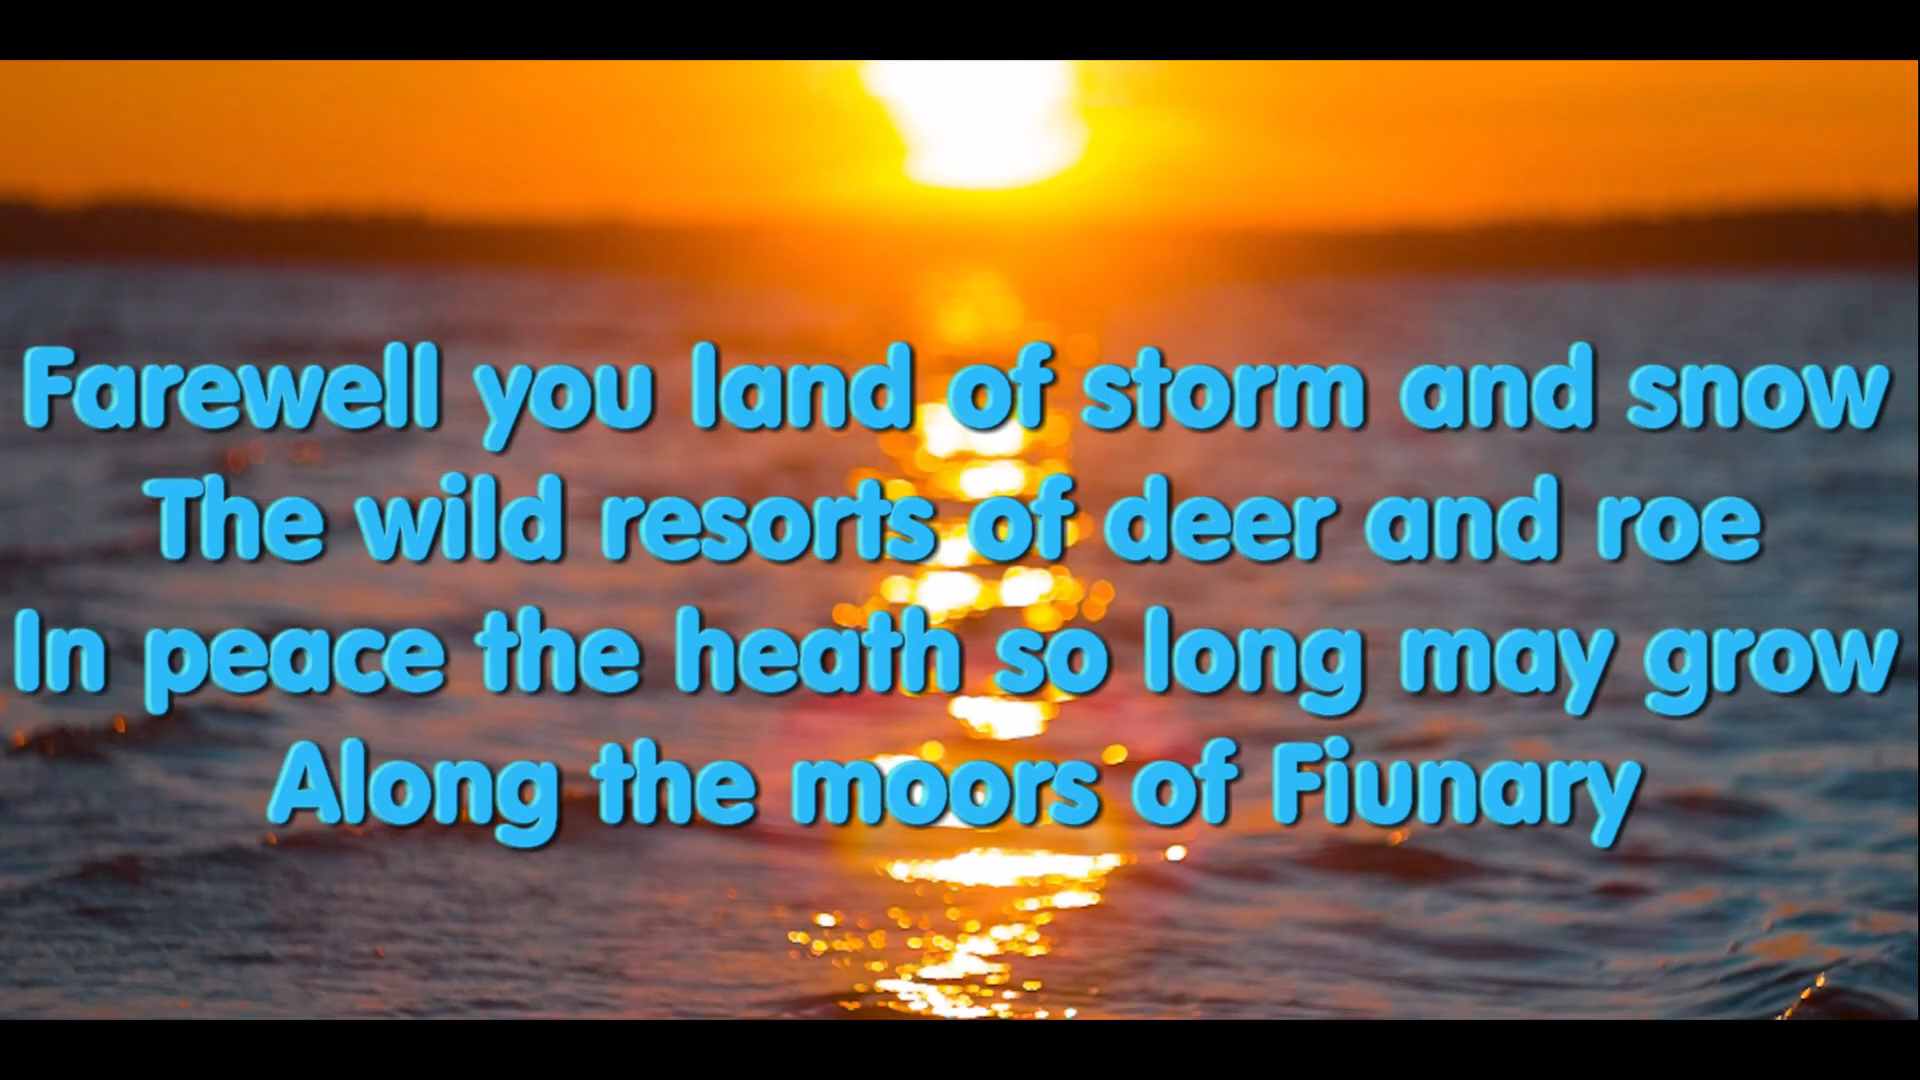 Farewell you land of storm and snow
The wild resorts of deer and roe
In peace the heath so long may grow
Along the moors of Fiunary